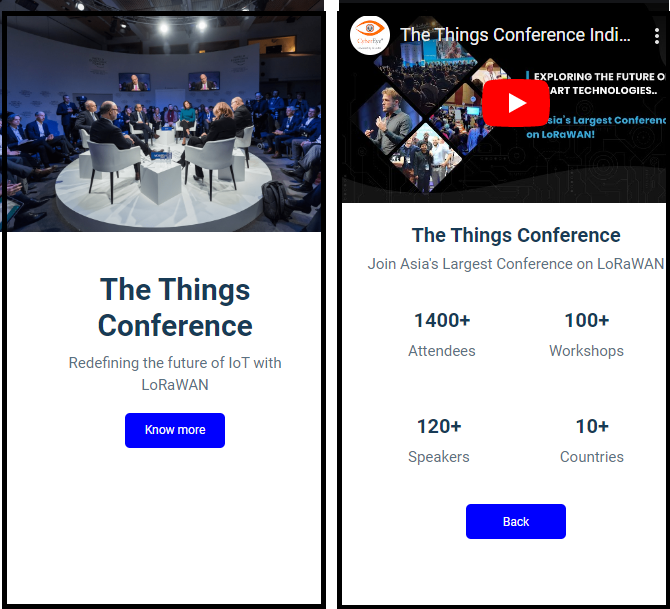 The Things
Conference
Redefining the future of IoT with
LoRaWAN
Know more
The Things Conference Indi...
EXPLORING THE FUTURE O
ART TECHNOLOGIES..
sia's Largest Conferenc
on LoRaWAN!
The Things Conference
Join Asia's Largest Conference on LoRaWAN
1400+
100+
Attendees
Workshops
120+
10+
Speakers
Countries
Back